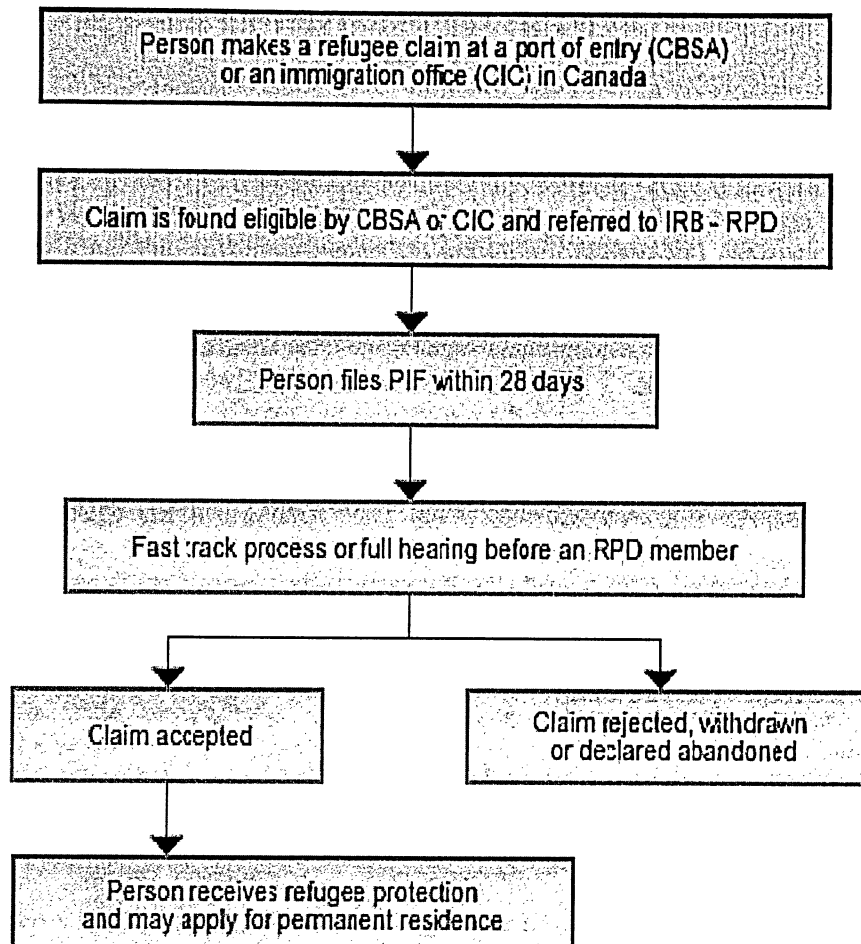 Person makes a refugee claim at a port of entry (CBSA)
or an immigration office (CIC) in Canada
Claim is found eligible by CBSA or CIC and referred to IRB - RPD
Person files PIF within 28 days
Fast track process or full hearing before an RPD member
Claim accepted
Claim rejected, withdrawn
or declared abandoned
Person receives refugee protection
and may apply for permanent residence